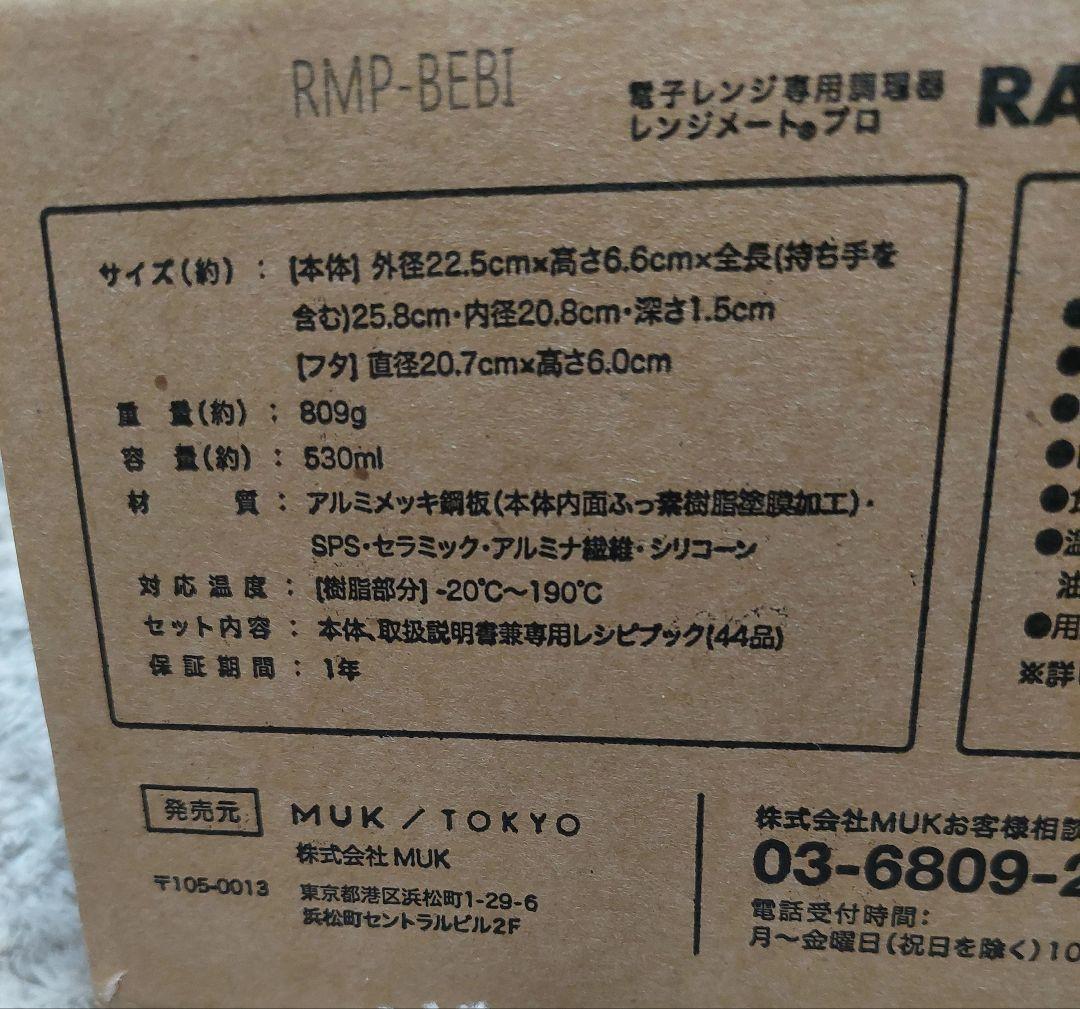 RMP-BEBI
電子レンジ専用調理器
レンジメート®プロ
RA
サイズ(約) : [本体] 外径22.5cm×高さ6.6cm×全長(持ち手を
含む)25.8cm・内径20.8cm・深さ1.5cm
[フタ] 直径20.7cm×高さ6.0cm
重量(約) : 809g
容量(約) : 530ml
材質 : アルミメッキ鋼板(本体内面ふっ素樹脂塗膜加工)・
SPS・セラミック・アルミナ繊維・シリコーン
対応温度 : [樹脂部分] -20℃~190℃
セット内容 : 本体、取扱説明書兼専用レシピブック(44品)
保証期間 : 1年
●
●
●
●
●食
●温
油
●用
※詳し
発売元
MUK / TOKYO
株式会社 MUK
〒105-0013
東京都港区浜松町1-29-6
浜松町セントラルビル2F
株式会社MUKお客様相談
03-6809-2
電話受付時間:
月~金曜日(祝日を除く)10